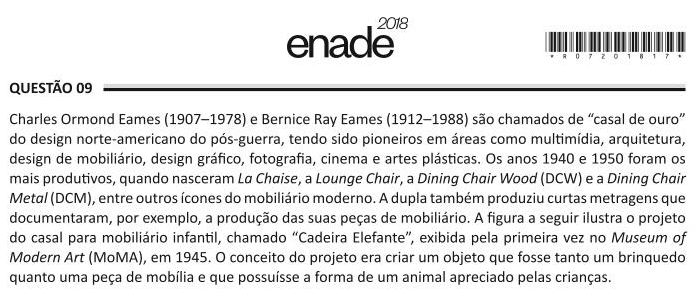 enade 2018
*R07201817*
QUESTÃO 09
Charles Ormond Eames (1907–1978) e Bernice Ray Eames (1912–1988) são chamados de “casal de ouro”
do design norte-americano do pós-guerra, tendo sido pioneiros em áreas como multimídia, arquitetura,
design de mobiliário, design gráfico, fotografia, cinema e artes plásticas. Os anos 1940 e 1950 foram os
mais produtivos, quando nasceram La Chaise, a Lounge Chair, a Dining Chair Wood (DCW) e a Dining Chair
Metal (DCM), entre outros ícones do mobiliário moderno. A dupla também produziu curtas metragens que
documentaram, por exemplo, a produção das suas peças de mobiliário. A figura a seguir ilustra o projeto
do casal para mobiliário infantil, chamado “Cadeira Elefante”, exibida pela primeira vez no Museum of
Modern Art (MoMA), em 1945. O conceito do projeto era criar um objeto que fosse tanto um brinquedo
quanto uma peça de mobília e que possuísse a forma de um animal apreciado pelas crianças.